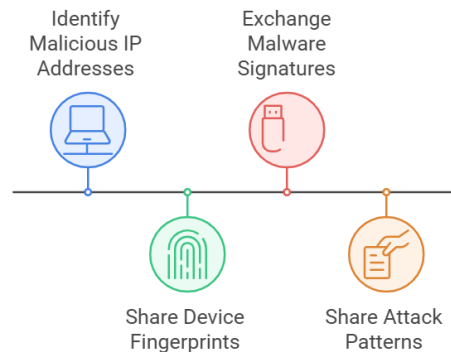 Identify
Malicious IP
Addresses
Exchange
Malware
Signatures
Share Device
Fingerprints
Share Attack
Patterns